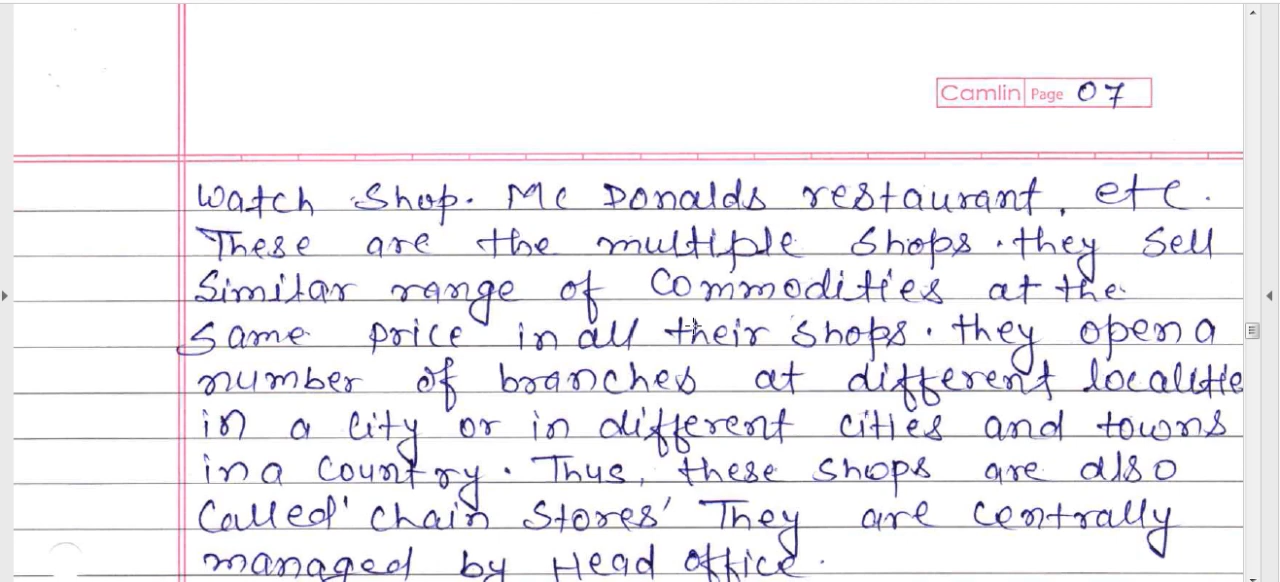 Camlin Page 07
Watch Shop. Mc Donalds restaurant, etc.
These are the multiple shops. they sell
Similar range of Commodities at the
Same price in all their shops. they open a
number of branches at different localitie
in a city or in different cities and towns
in a country. Thus, these shops are also
Called 'Chain Stores' They are centrally
managed by Head office.